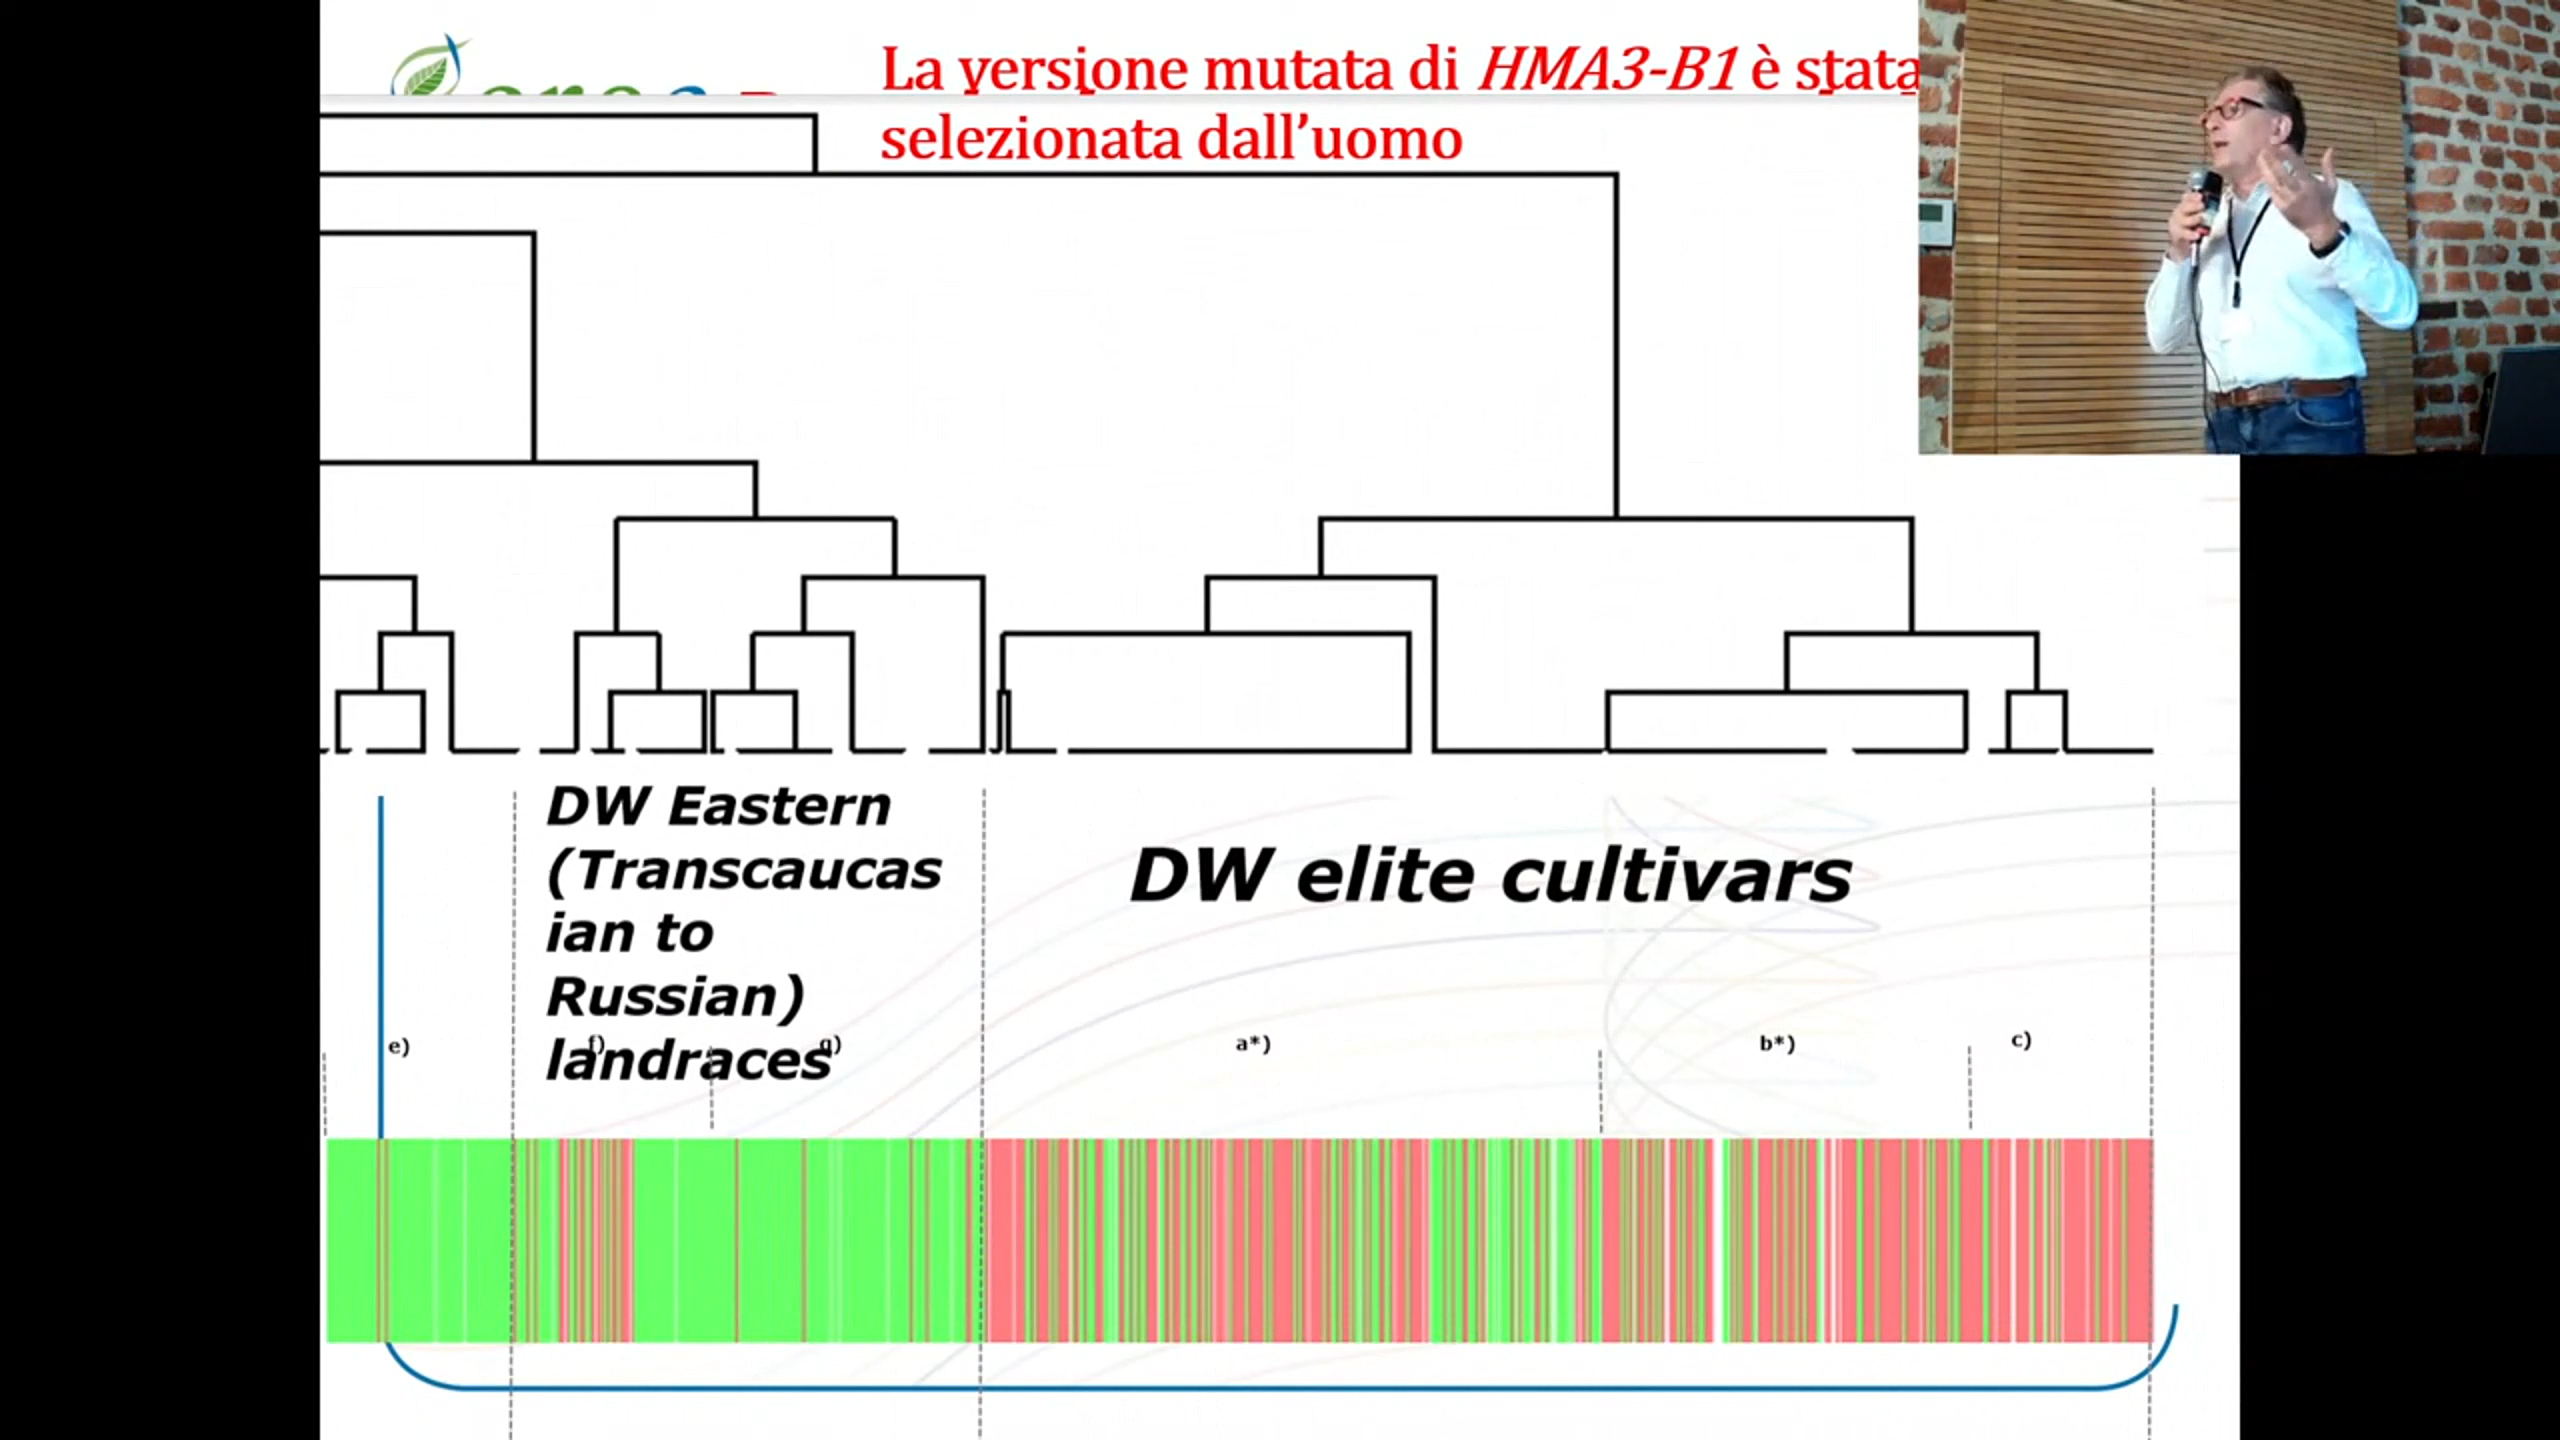 La versione mutata di HMA3-B1 è stata
selezionata dall'uomo
DW Eastern
(Transcaucas
ian to
Russian)
landraces
DW elite cultivars
e)
f)
g)
a*)
b*)
c)